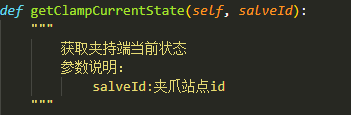 def getClampCurrentState(self, salveId):
"""
获取夹持端当前状态
参数说明:
salveId:夹爪站点id
"""